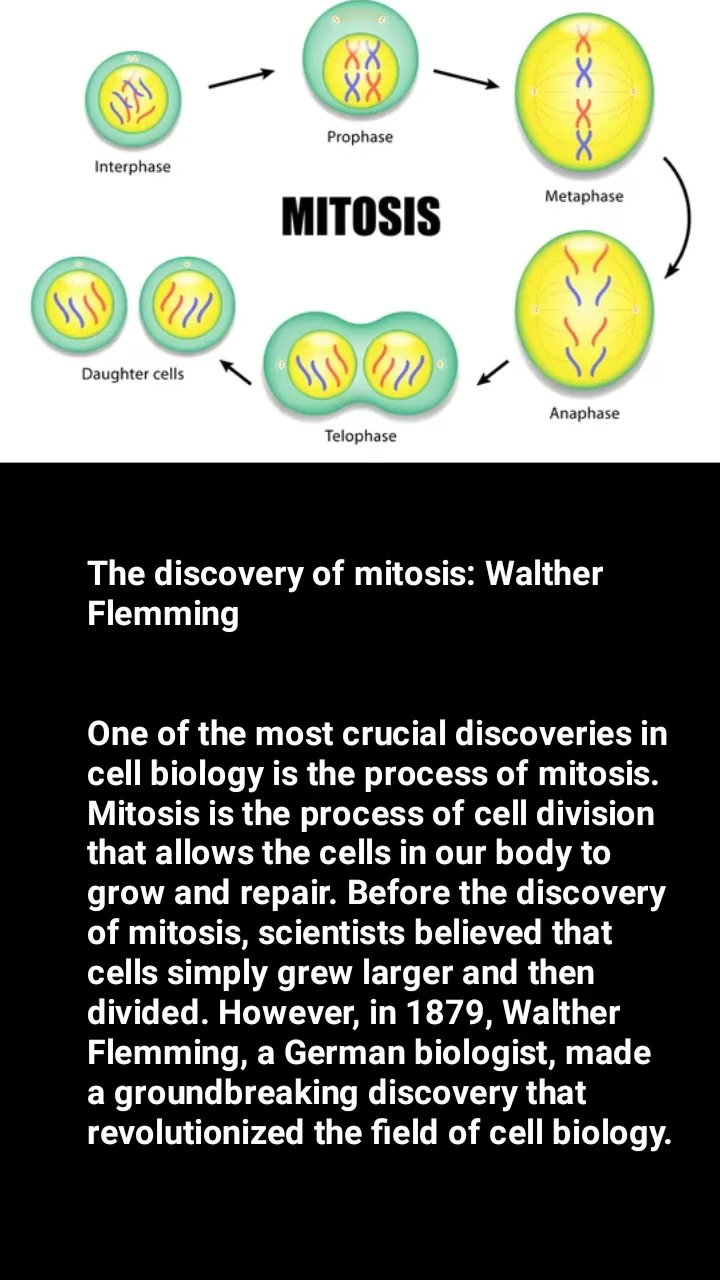 Interphase
Prophase
Metaphase
MITOSIS
Daughter cells
Telophase
Anaphase
The discovery of mitosis: Walther
Flemming
One of the most crucial discoveries in
cell biology is the process of mitosis.
Mitosis is the process of cell division
that allows the cells in our body to
grow and repair. Before the discovery
of mitosis, scientists believed that
cells simply grew larger and then
divided. However, in 1879, Walther
Flemming, a German biologist, made
a groundbreaking discovery that
revolutionized the field of cell biology.